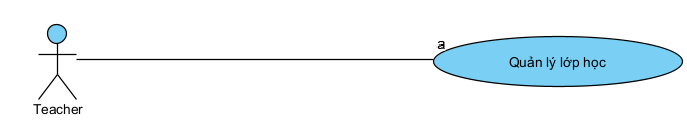 a
Quản lý lớp học
Teacher